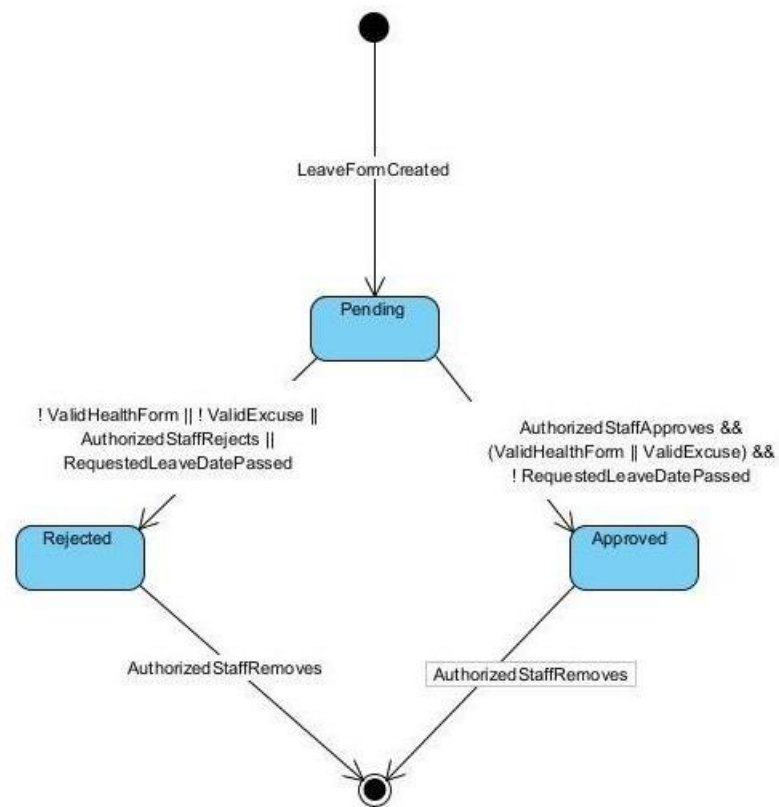 LeaveFormCreated
Pending
! ValidHealthForm || ! ValidExcuse ||
AuthorizedStaffRejects ||
RequestedLeaveDatePassed
AuthorizedStaffApproves &&
(ValidHealthForm || ValidExcuse) &&
! RequestedLeaveDatePassed
Rejected
Approved
AuthorizedStaffRemoves
AuthorizedStaffRemoves